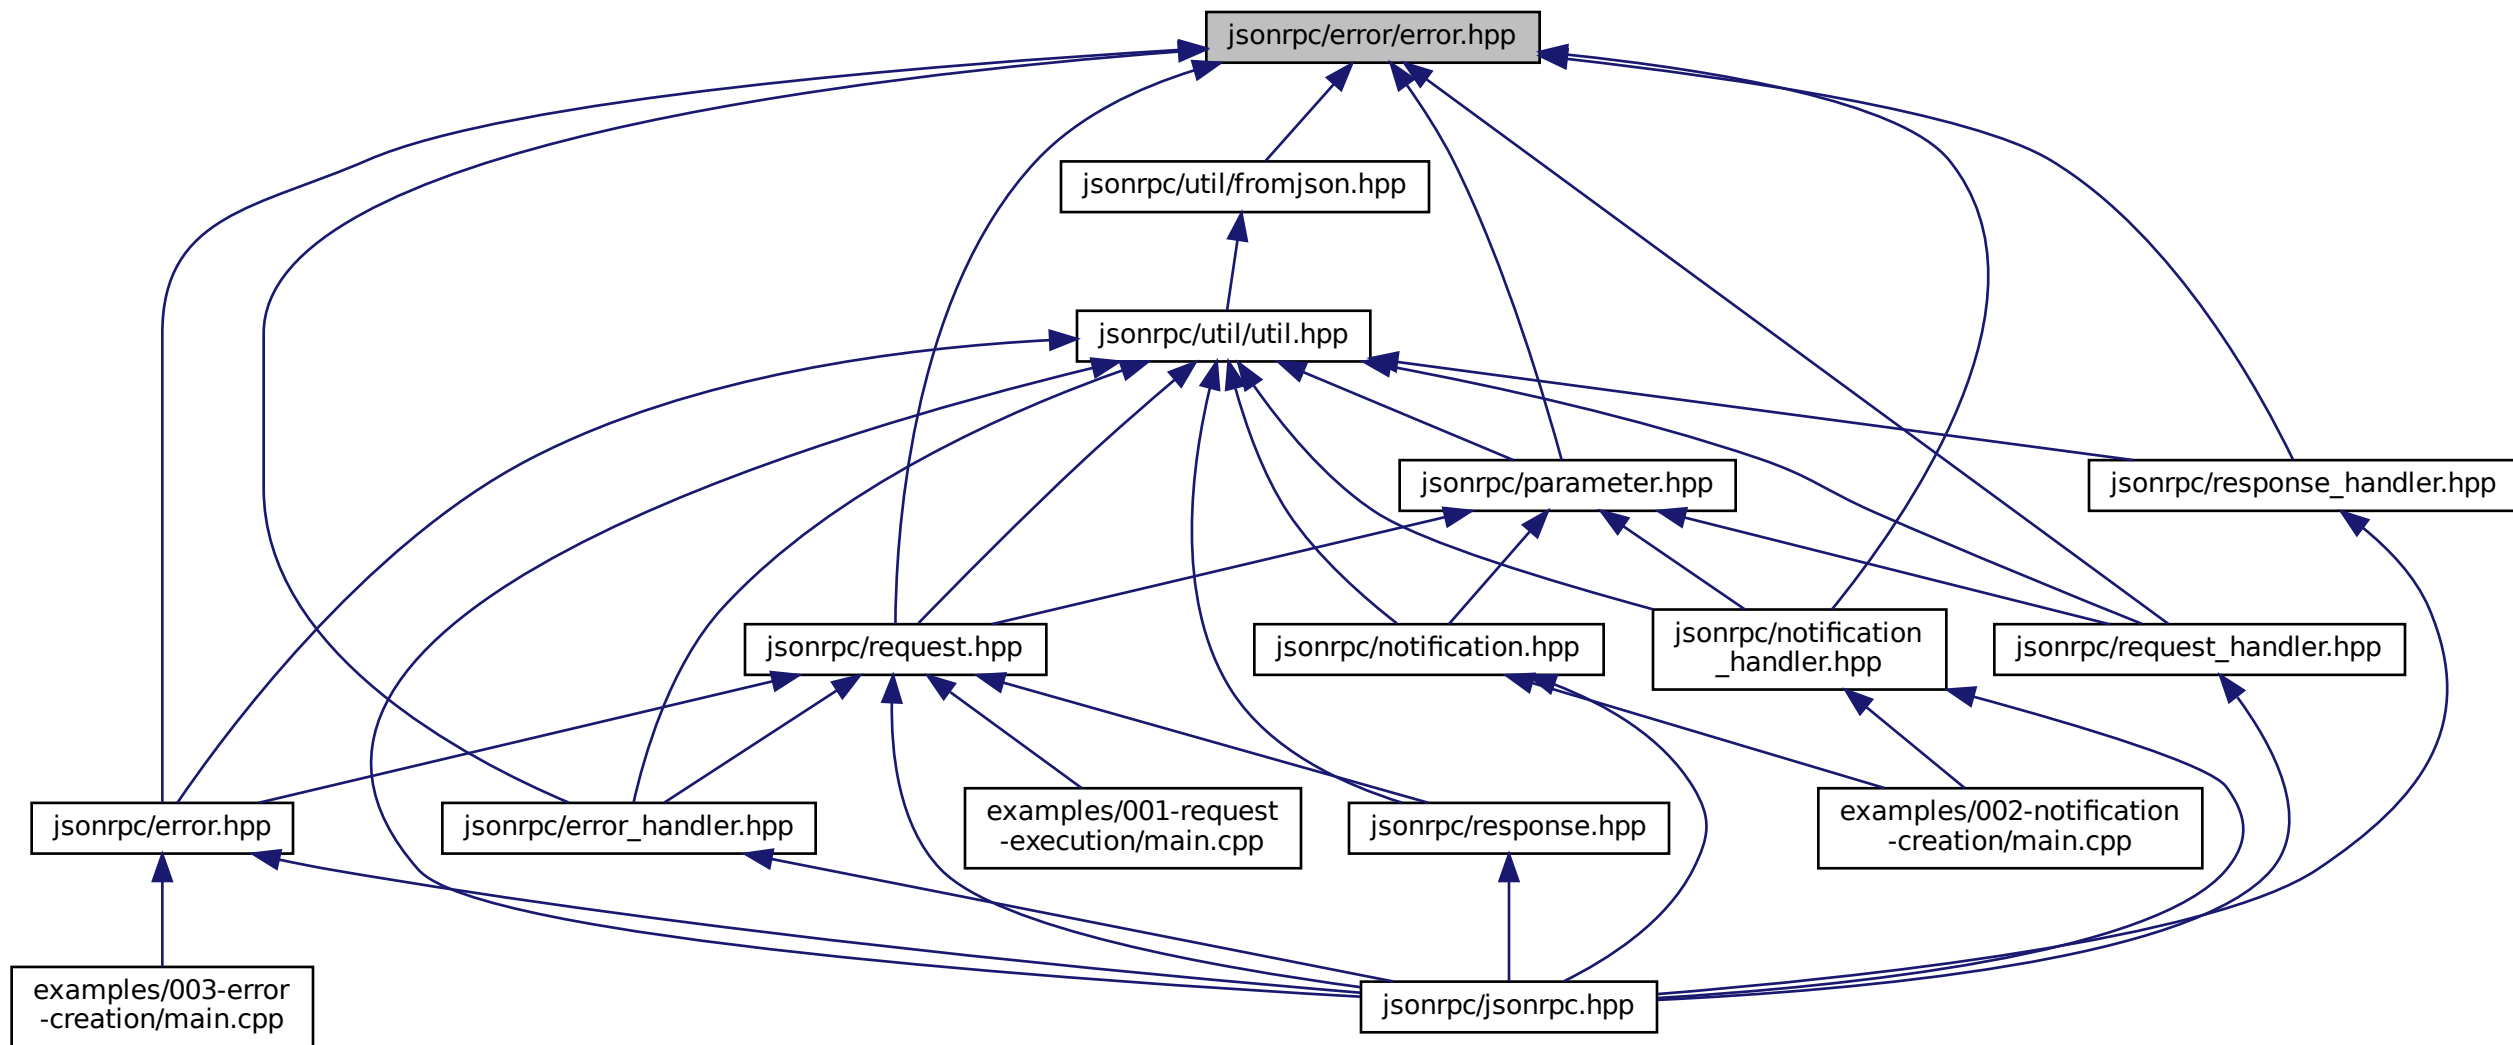 jsonrpc/error/error.hpp
jsonrpc/util/fromjson.hpp
jsonrpc/util/util.hpp
jsonrpc/parameter.hpp
jsonrpc/response_handler.hpp
jsonrpc/request.hpp
jsonrpc/notification.hpp
jsonrpc/notification
_handler.hpp
jsonrpc/request_handler.hpp
jsonrpc/error.hpp
jsonrpc/error_handler.hpp
examples/001-request
-execution/main.cpp
jsonrpc/response.hpp
examples/002-notification
-creation/main.cpp
examples/003-error
-creation/main.cpp
jsonrpc/jsonrpc.hpp